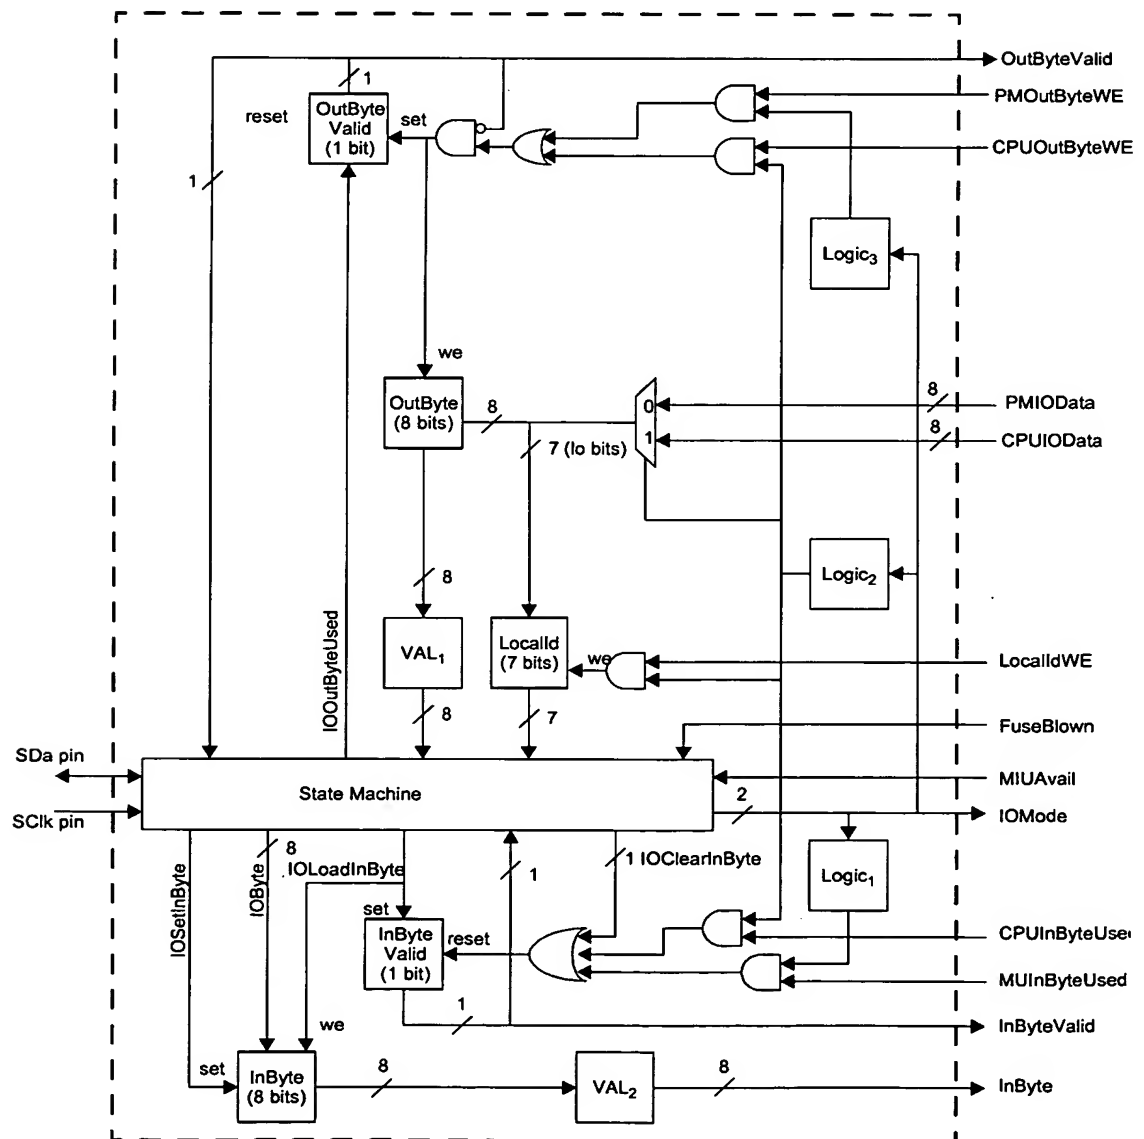 OutByteValid
1
PMOutByteWE
reset
OutByte
Valid
(1 bit)
set
CPUOutByteWE
1
Logic3
we
OutByte
(8 bits)
8
0
8
PMIOData
1
8
CPUIOData
7 (lo bits)
8
Logic2
IOOutByteUsed
VAL1
LocalId
(7 bits)
we
LocalIdWE
8
7
FuseBlown
SDa pin
MIUAvail
State Machine
2
IOMode
SClk pin
IOSetInByte
IOByte
8
IOLoadInByte
1
1 IOClearInByte
Logic1
set
InByte
Valid
(1 bit)
reset
CPUInByteUse
MUInByteUsed
1
InByteValid
we
set
InByte
(8 bits)
8
VAL2
8
InByte